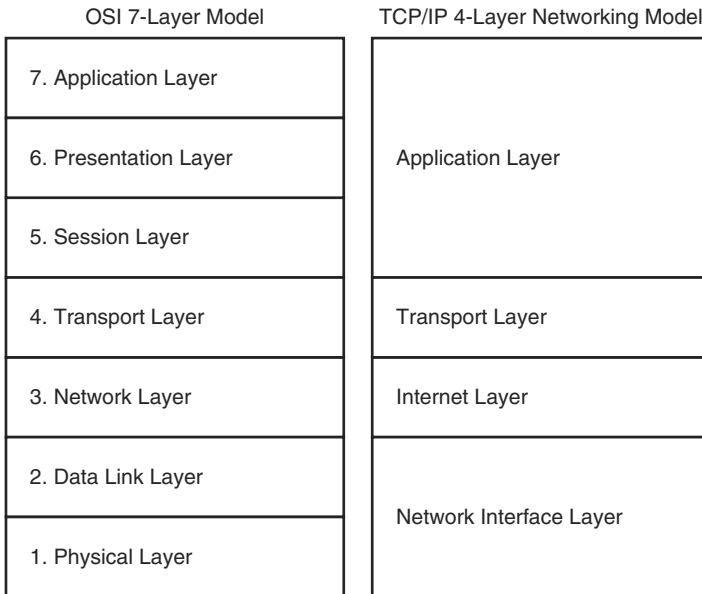 OSI 7-Layer Model
7. Application Layer
6. Presentation Layer
5. Session Layer
4. Transport Layer
3. Network Layer
2. Data Link Layer
1. Physical Layer
TCP/IP 4-Layer Networking Model
Application Layer
Transport Layer
Internet Layer
Network Interface Layer